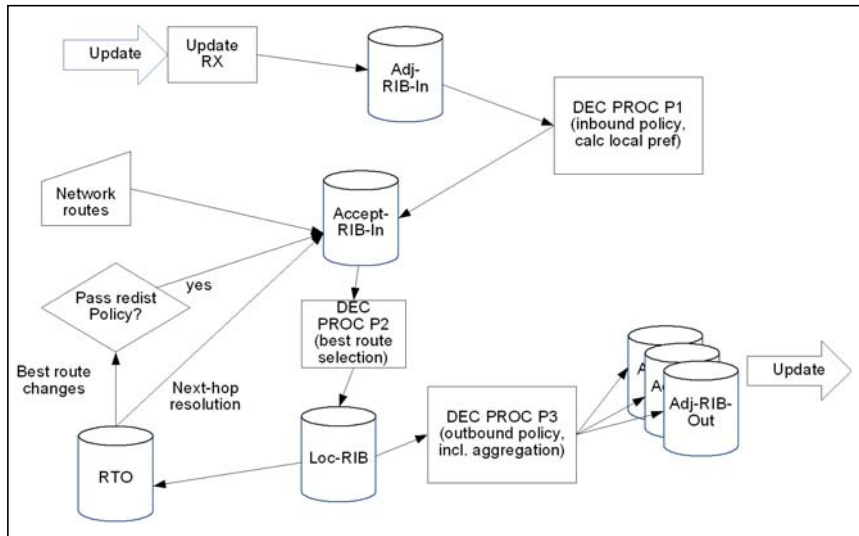 Update
Update
RX
Adj-
RIB-In
DEC PROC P1
(inbound policy,
calc local pref)
Network
routes
Accept-
RIB-In
yes
Pass redist
Policy?
DEC
PROC P2
(best route
selection)
Best route
changes
Next-hop
resolution
RTO
Loc-RIB
DEC PROC P3
(outbound policy,
incl. aggregation)
A
A
Adj-RIB-
Out
Update